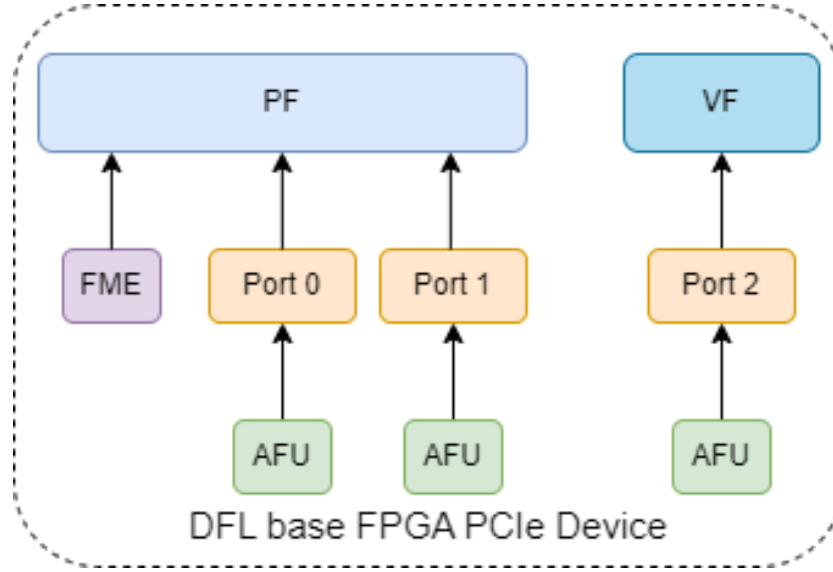 PF
VF
FME
Port 0
Port 1
Port 2
AFU
AFU
AFU
DFL base FPGA PCIe Device